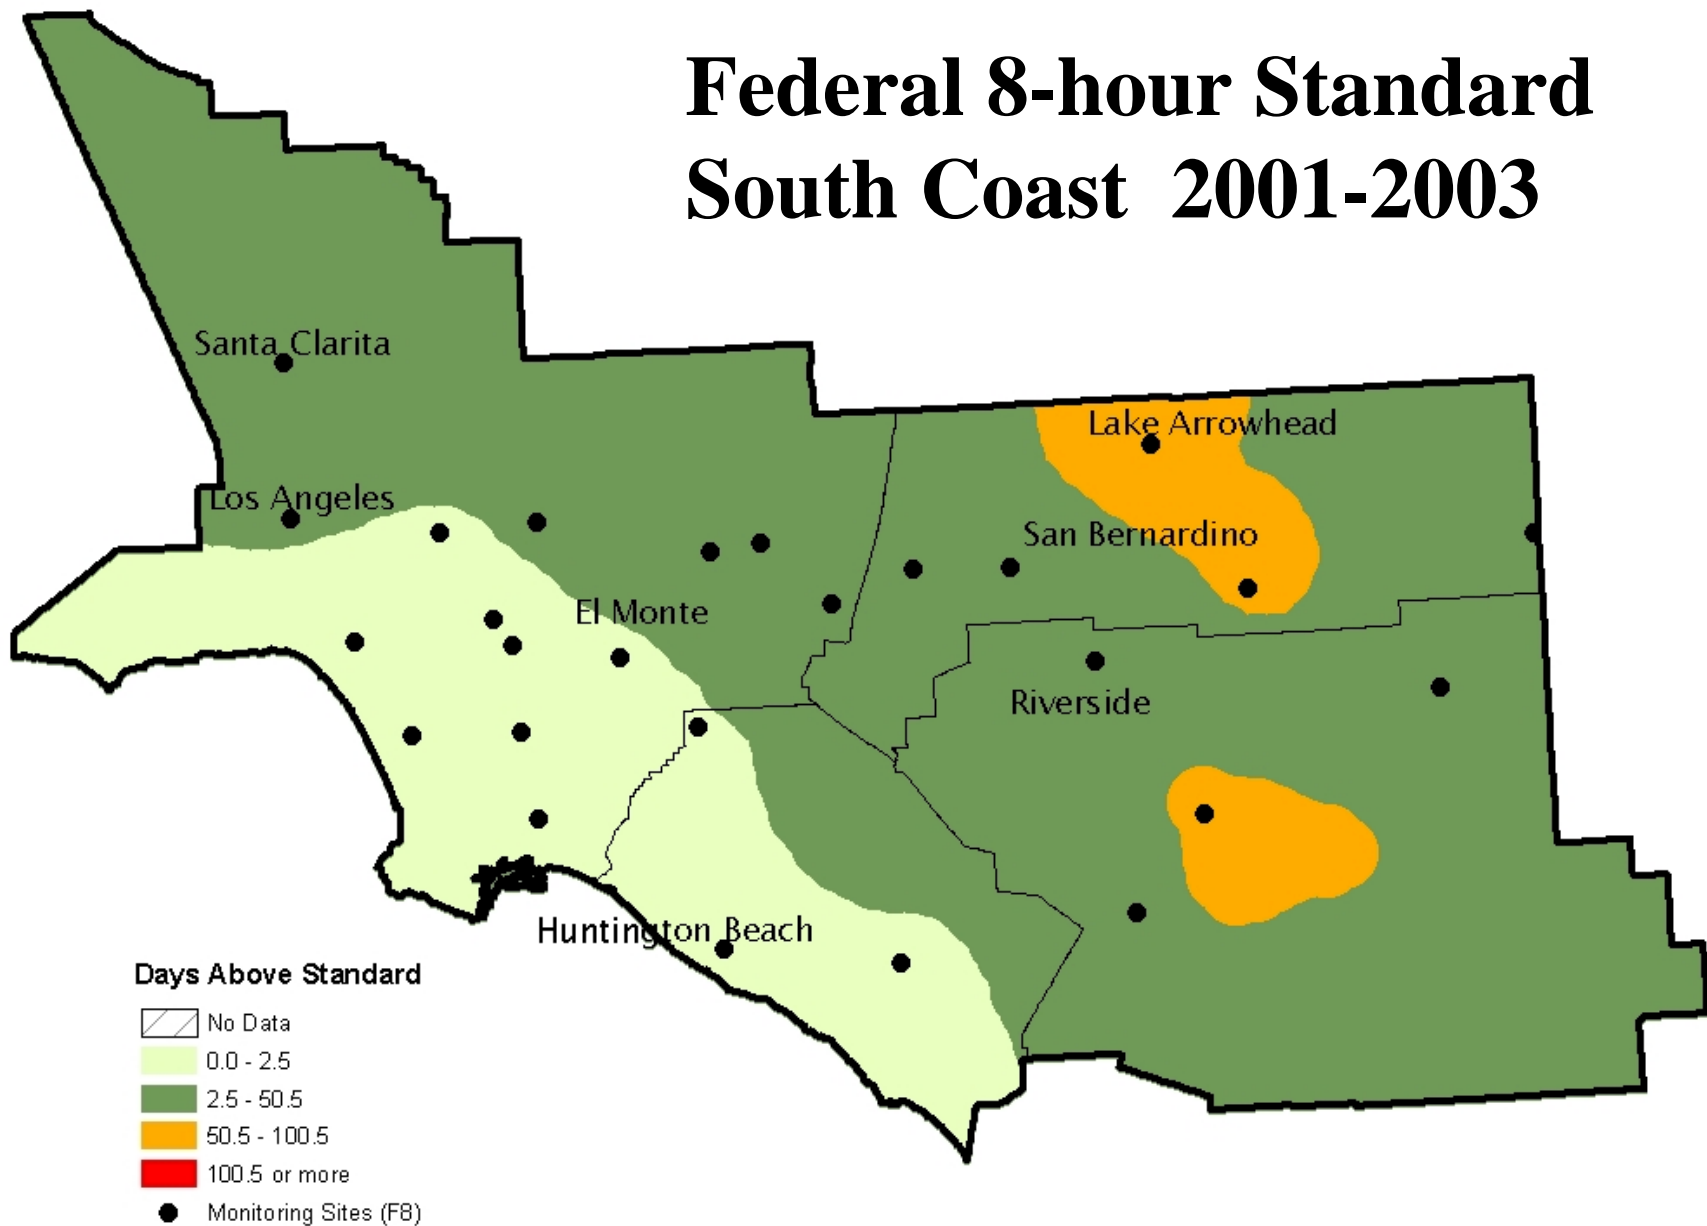 Federal 8-hour Standard
South Coast 2001-2003
Santa Clarita
Lake Arrowhead
Los Angeles
San Bernardino
El Monte
Riverside
Huntington Beach
Days Above Standard
No Data
0.0 - 2.5
2.5 - 50.5
50.5 - 100.5
100.5 or more
Monitoring Sites (F8)